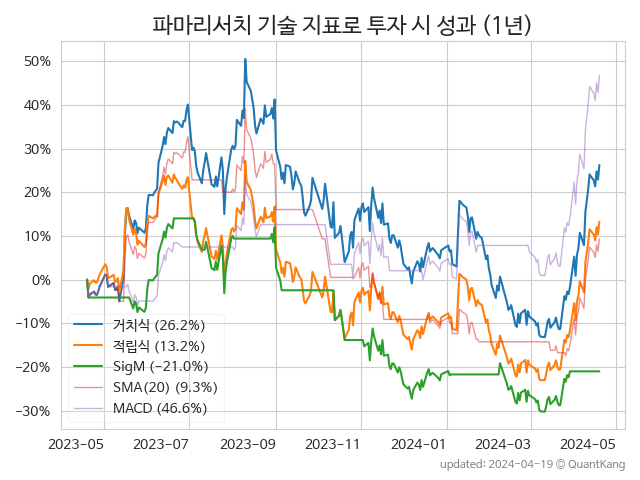 파마리서치 기술 지표로 투자 시 성과 (1년)
50%
40%
30%
20%
10%
0%
−10%
−20%
−30%
거치식 (26.2%)
적립식 (13.2%)
SigM (−21.0%)
SMA(20) (9.3%)
MACD (46.6%)
2023-05 2023-07 2023-09 2023-11 2024-01 2024-03 2024-05
updated: 2024-04-19 © QuantKang